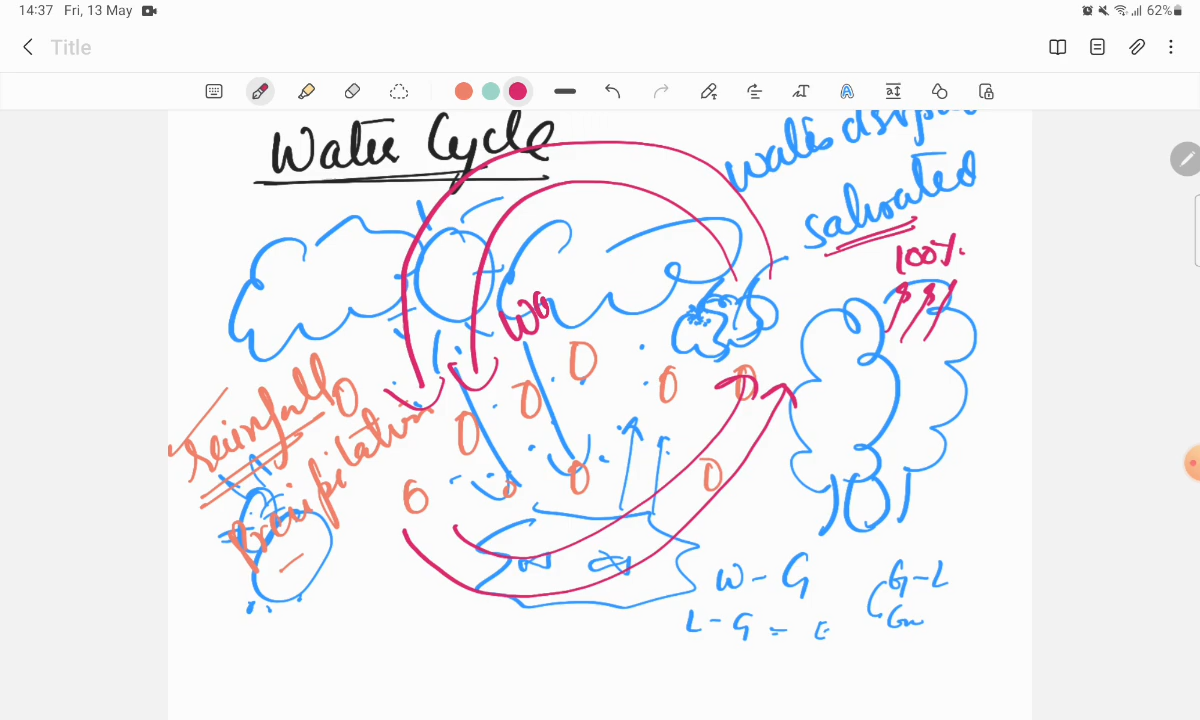 14:37 Fri, 13 May
62%
Title
Water Cycle
saturated
100%
rainfall
Precipitation
W - G
G - L
L - G = E